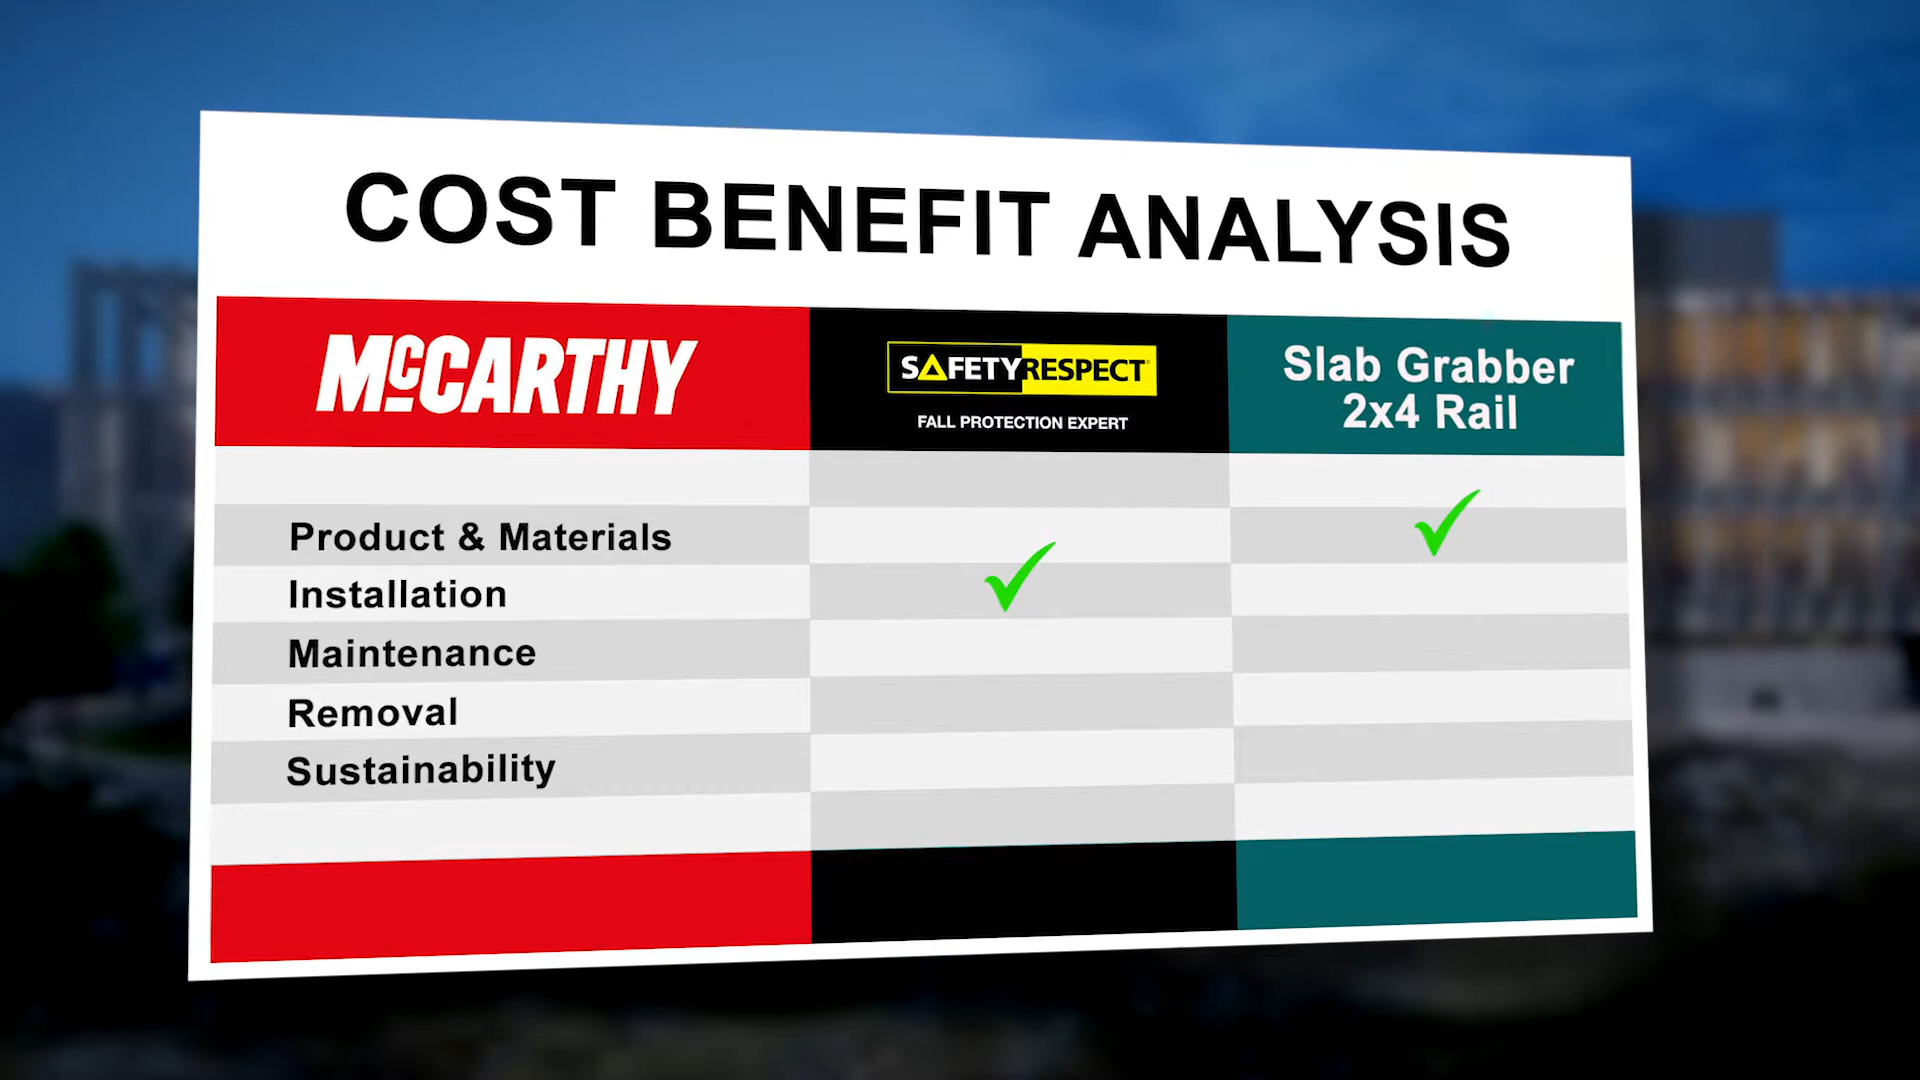 COST BENEFIT ANALYSIS
McCARTHY
SAFETYRESPECT
FALL PROTECTION EXPERT
Slab Grabber
2x4 Rail
Product & Materials
Installation
Maintenance
Removal
Sustainability